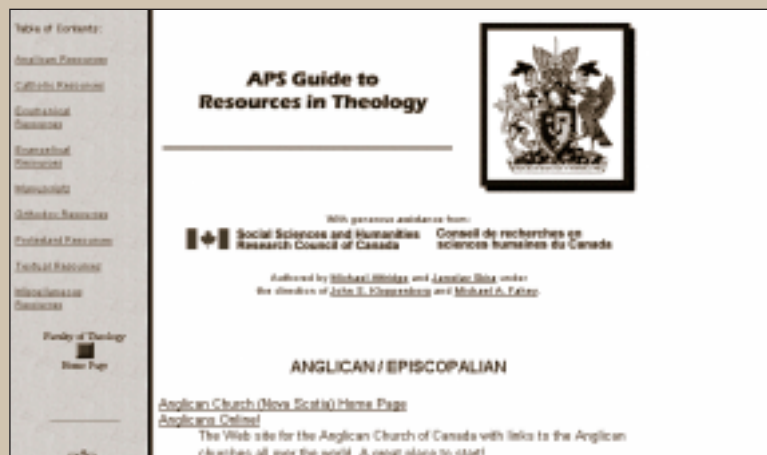 Table of Contents:
Anglican Resources
Catholic Resources
Ecumenical
Resources
Evangelical
Resources
Manuscripts
Orthodox Resources
Protestant Resources
Textual Resources
Miscellaneous
Resources
Faculty of Theology
Home Page
APS Guide to
Resources in Theology
With generous assistance from:
Social Sciences and Humanities
Research Council of Canada
Conseil de recherches en
sciences humaines du Canada
Authored by Michael Attridge and Jaroslav Skira under
the direction of John S. Kloppenborg and Michael A. Fahey.
ANGLICAN / EPISCOPALIAN
Anglican Church (Nova Scotia) Home Page
Anglicans Online!
The Web site for the Anglican Church of Canada with links to the Anglican
churches all over the world. A great place to start!